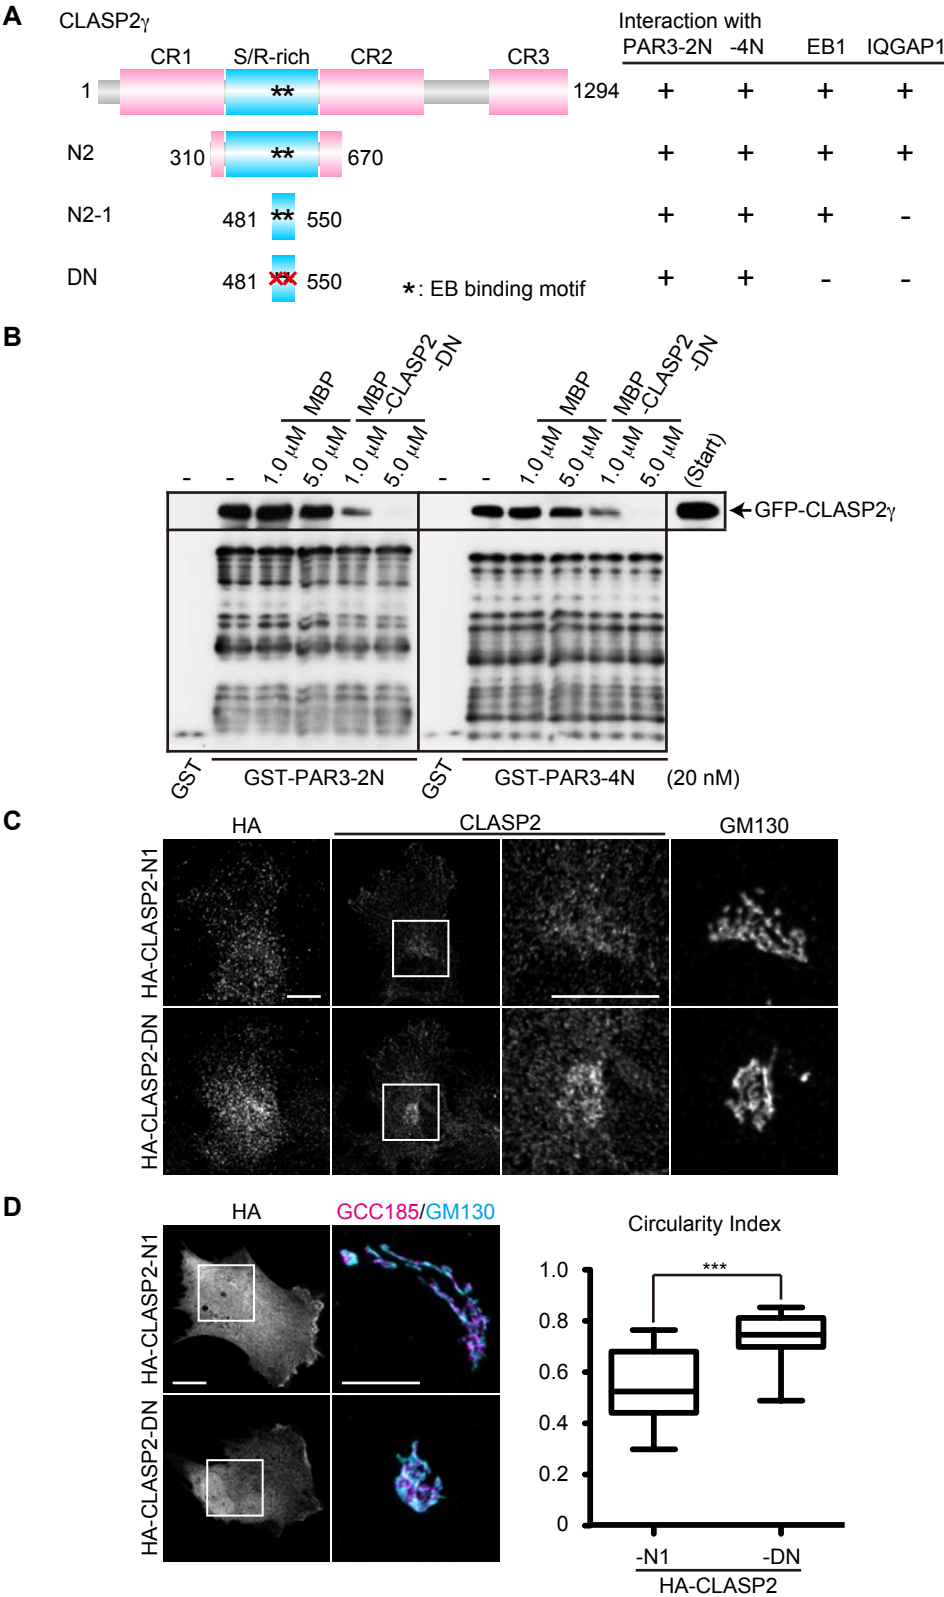 A
CLASP2γ
Interaction with
PAR3-2N -4N EB1 IQGAP1
CR1 S/R-rich CR2 CR3
1 ** 1294 + + + +
N2 310 ** 670 + + + +
N2-1 481 ** 550 + + + -
DN 481 550 + + - -
*: EB binding motif
B
MBP MBP -CLASP2 -DN MBP MBP -CLASP2 -DN
- - 1.0 μM 5.0 μM 1.0 μM 5.0 μM - - 1.0 μM 5.0 μM 1.0 μM 5.0 μM (Start)
GFP-CLASP2γ
GST GST-PAR3-2N GST GST-PAR3-4N (20 nM)
C
HA CLASP2 GM130
HA-CLASP2-N1
HA-CLASP2-DN
D
HA GCC185/GM130
HA-CLASP2-N1
HA-CLASP2-DN
Circularity Index
***
1.0
0.8
0.6
0.4
0.2
0
-N1 -DN
HA-CLASP2